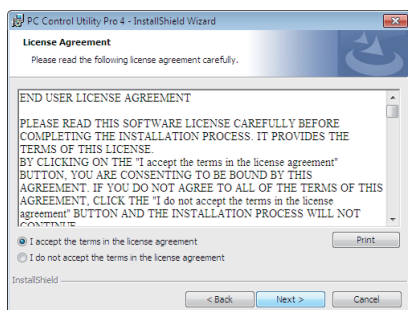 PC Control Utility Pro 4 - InstallShield Wizard
License Agreement
Please read the following license agreement carefully.
END USER LICENSE AGREEMENT
PLEASE READ THIS SOFTWARE LICENSE CAREFULLY BEFORE
COMPLETING THE INSTALLATION PROCESS. IT PROVIDES THE
TERMS OF THIS LICENSE.
BY CLICKING ON THE "I accept the terms in the license agreement"
BUTTON, YOU ARE CONSENTING TO BE BOUND BY THIS
AGREEMENT. IF YOU DO NOT AGREE TO ALL OF THE TERMS OF THIS
AGREEMENT, CLICK THE "I do not accept the terms in the license
agreement" BUTTON AND THE INSTALLATION PROCESS WILL NOT
CONTINUE.
I accept the terms in the license agreement
Print
I do not accept the terms in the license agreement
InstallShield
< Back Next > Cancel